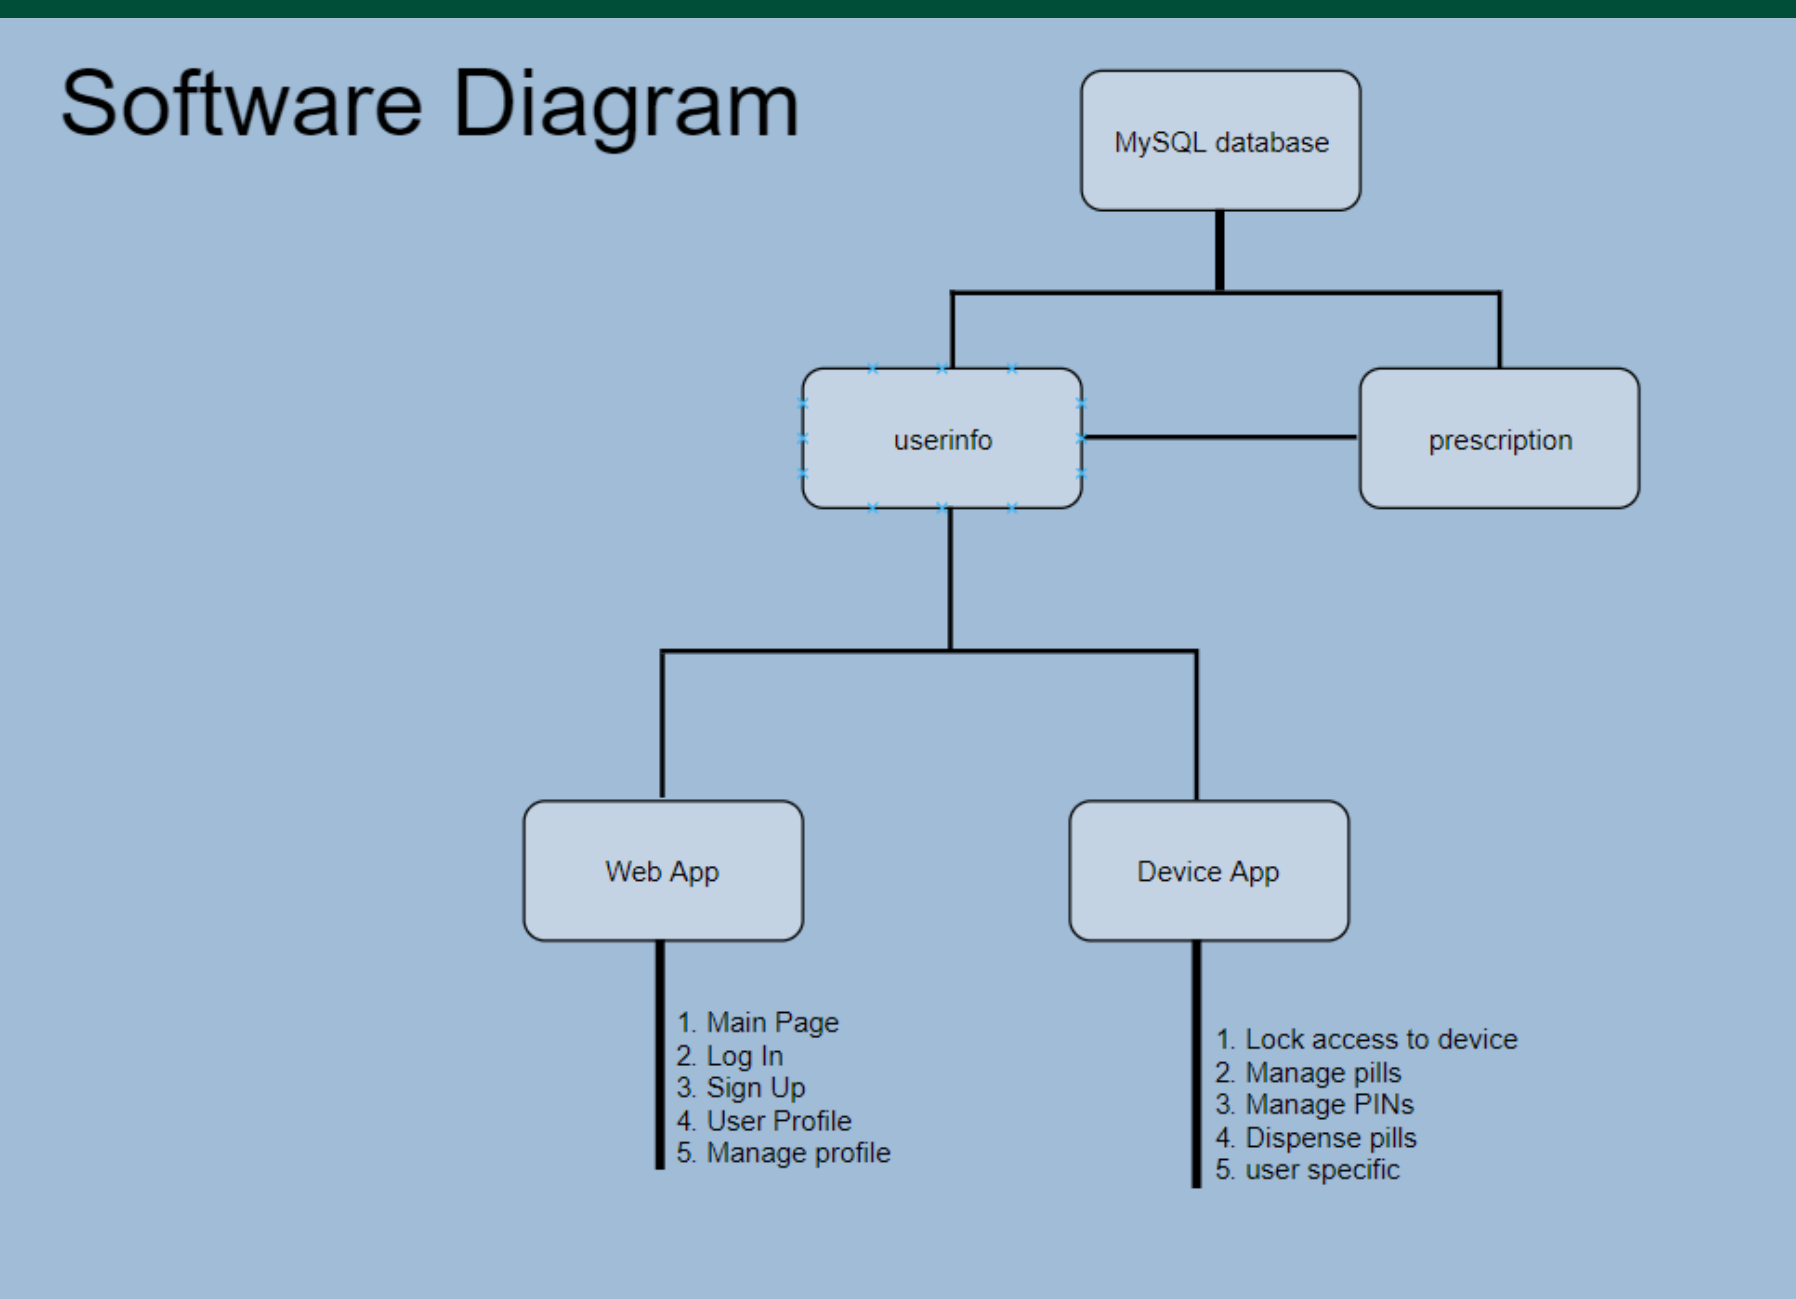 Software Diagram
MySQL database
userinfo
prescription
Web App
Device App
1. Main Page
2. Log In
3. Sign Up
4. User Profile
5. Manage profile
1. Lock access to device
2. Manage pills
3. Manage PINs
4. Dispense pills
5. user specific